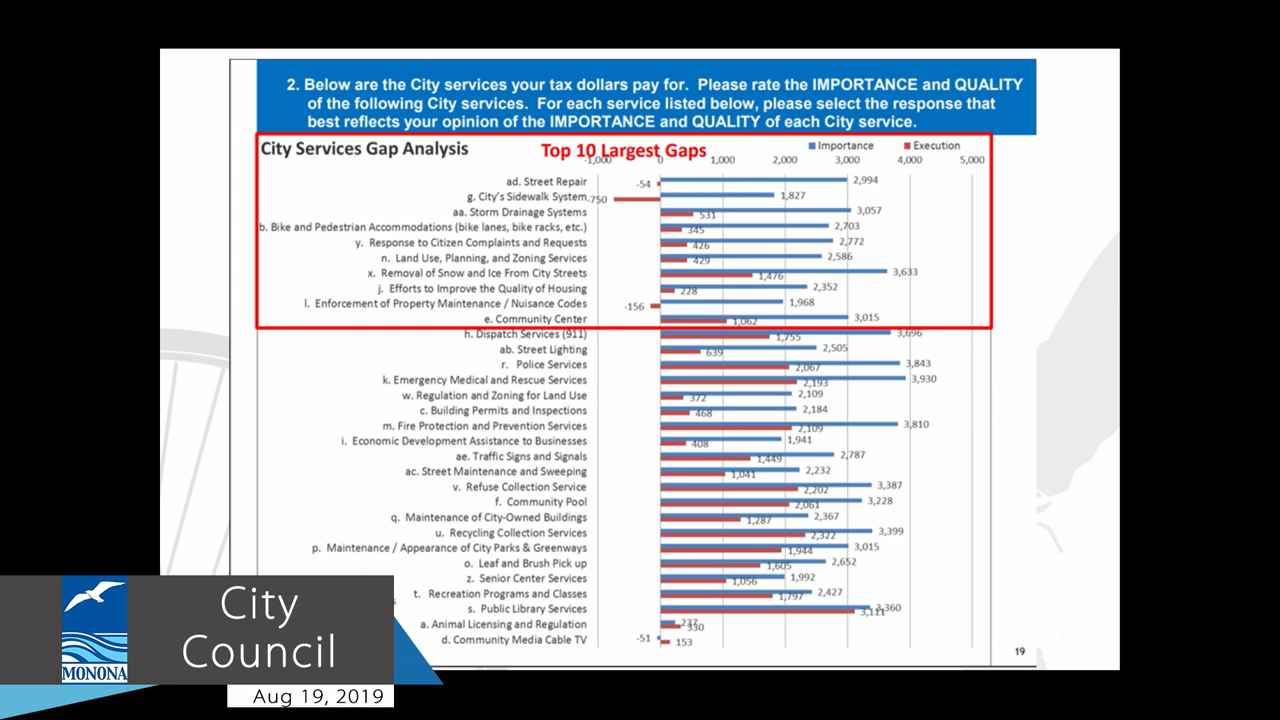 2. Below are the City services your tax dollars pay for. Please rate the IMPORTANCE and QUALITY
of the following City services. For each service listed below, please select the response that
best reflects your opinion of the IMPORTANCE and QUALITY of each City service.
City Services Gap Analysis
Top 10 Largest Gaps
Importance Execution
-1,000 0 1,000 2,000 3,000 4,000 5,000
ad. Street Repair -54 2,994
g. City's Sidewalk System -750 1,827
aa. Storm Drainage Systems 531 3,057
b. Bike and Pedestrian Accommodations (bike lanes, bike racks, etc.) 345 2,703
y. Response to Citizen Complaints and Requests 426 2,772
n. Land Use, Planning, and Zoning Services 429 2,586
x. Removal of Snow and Ice From City Streets 1,476 3,633
j. Efforts to Improve the Quality of Housing 228 2,352
l. Enforcement of Property Maintenance / Nuisance Codes -156 1,968
e. Community Center 1,062 3,015
h. Dispatch Services (911) 1,755 3,696
ab. Street Lighting 639 2,505
r. Police Services 2,067 3,843
k. Emergency Medical and Rescue Services 2,193 3,930
w. Regulation and Zoning for Land Use 372 2,109
c. Building Permits and Inspections 468 2,184
m. Fire Protection and Prevention Services 2,109 3,810
i. Economic Development Assistance to Businesses 408 1,941
ae. Traffic Signs and Signals 1,449 2,787
ac. Street Maintenance and Sweeping 1,041 2,232
v. Refuse Collection Service 2,202 3,387
f. Community Pool 2,061 3,228
q. Maintenance of City-Owned Buildings 1,287 2,367
u. Recycling Collection Services 2,322 3,399
p. Maintenance / Appearance of City Parks & Greenways 1,944 3,015
o. Leaf and Brush Pick up 1,605 2,652
z. Senior Center Services 1,056 1,992
t. Recreation Programs and Classes 1,797 2,427
s. Public Library Services 3,111 3,360
a. Animal Licensing and Regulation 237 330
d. Community Media Cable TV -51 153
19
MONONA
City
Council
Aug 19, 2019